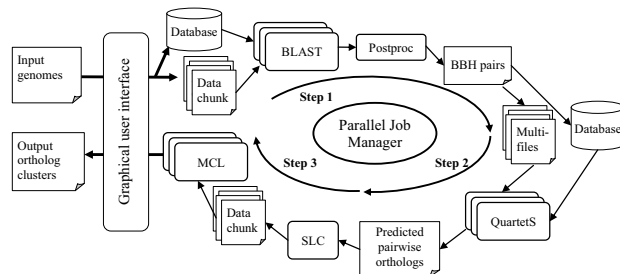 Input
genomes
Graphical user interface
Database
Data
chunk
BLAST
Postproc
BBH pairs
Step 1
Parallel Job
Manager
Multi-
files
Database
Output
ortholog
clusters
MCL
Step 3
Step 2
Data
chunk
SLC
Predicted
pairwise
orthologs
QuartetS